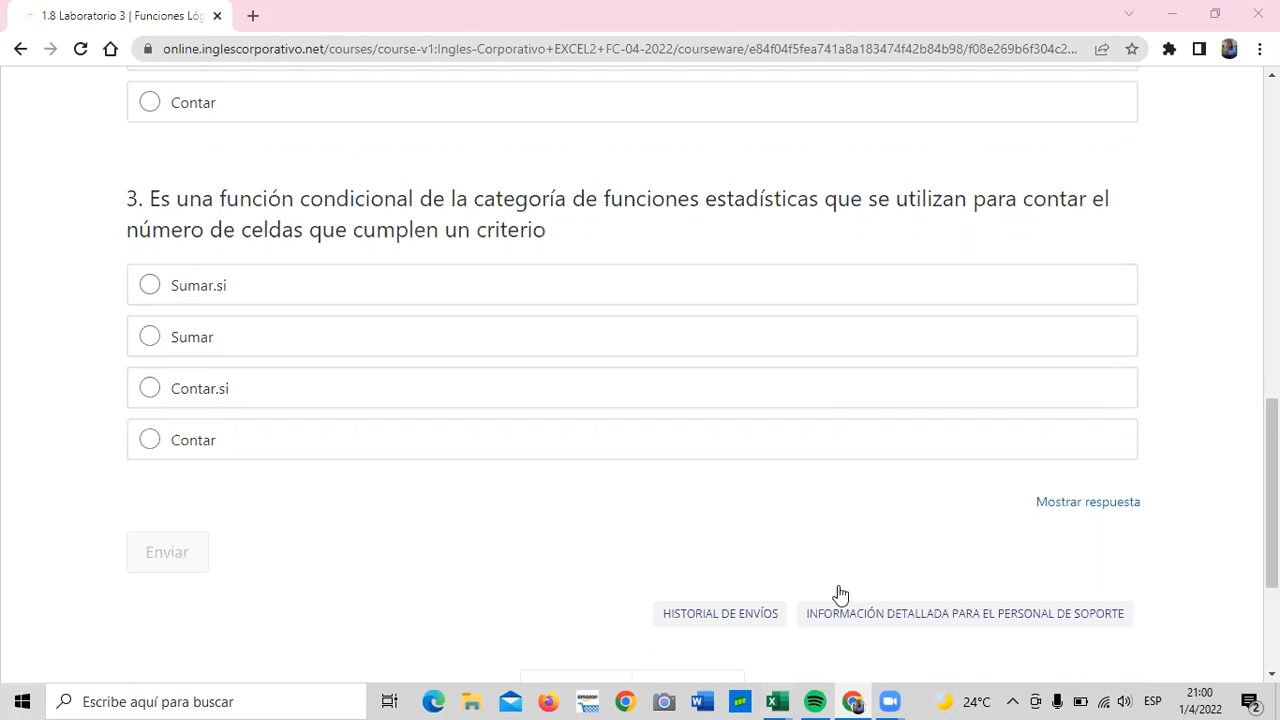 1.8 Laboratorio 3 | Funciones Lóg
online.inglescorporativo.net/courses/course-v1:Ingles-Corporativo+EXCEL2+FC-04-2022/courseware/e84f04f5fea741a8a183474f42b84b98/f08e269b6f304c2...
Contar
3. Es una función condicional de la categoría de funciones estadísticas que se utilizan para contar el
número de celdas que cumplen un criterio
Sumar.si
Sumar
Contar.si
Contar
Mostrar respuesta
Enviar
HISTORIAL DE ENVÍOS
INFORMACIÓN DETALLADA PARA EL PERSONAL DE SOPORTE
Escribe aquí para buscar
amazon
24°C
ESP
21:00
1/4/2022
2